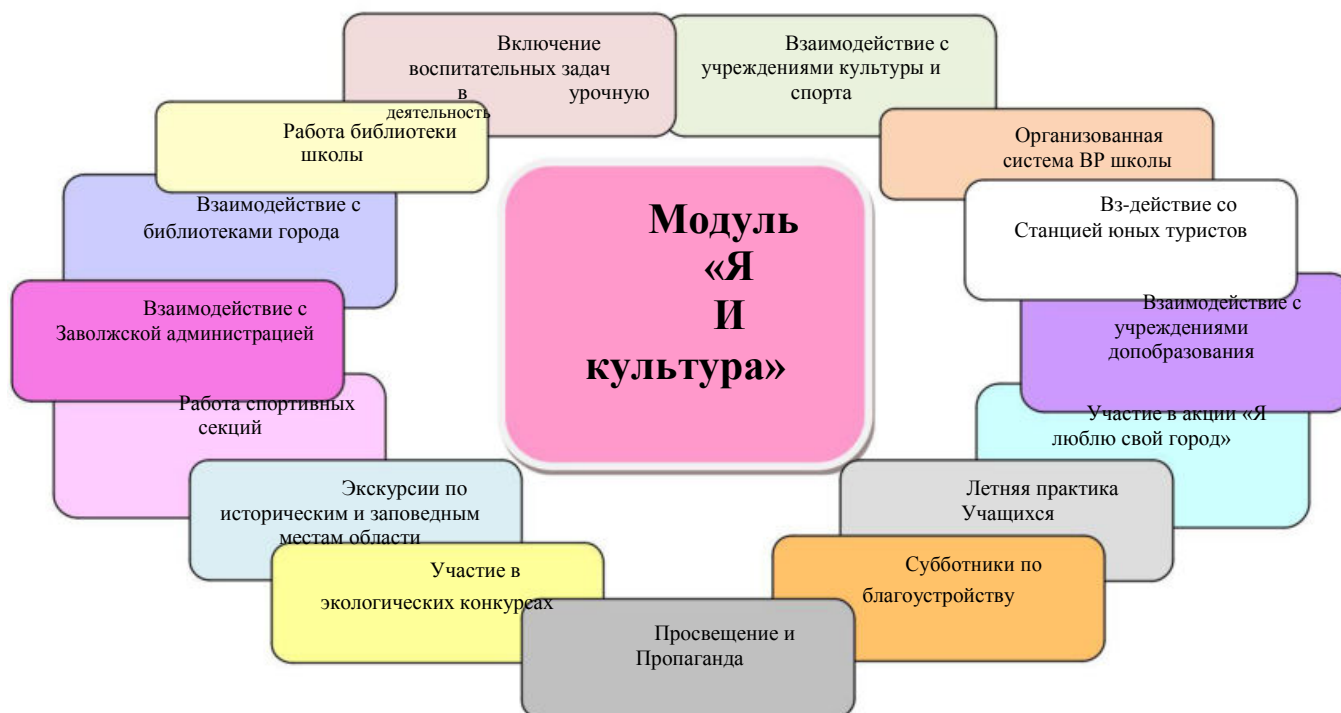 Включение
воспитательных задач
в урочную
деятельность
Взаимодействие с
учреждениями культуры и
спорта
Работа библиотеки
школы
Организованная
система ВР школы
Взаимодействие с
библиотеками города
Вз-действие со
Станцией юных туристов
Модуль
«Я
И
культура»
Взаимодействие с
Заволжской администрацией
Взаимодействие с
учреждениями
допобразования
Работа спортивных
секций
Участие в акции «Я
люблю свой город»
Экскурсии по
историческим и заповедным
местам области
Летняя практика
Учащихся
Участие в
экологических конкурсах
Субботники по
благоустройству
Просвещение и
Пропаганда